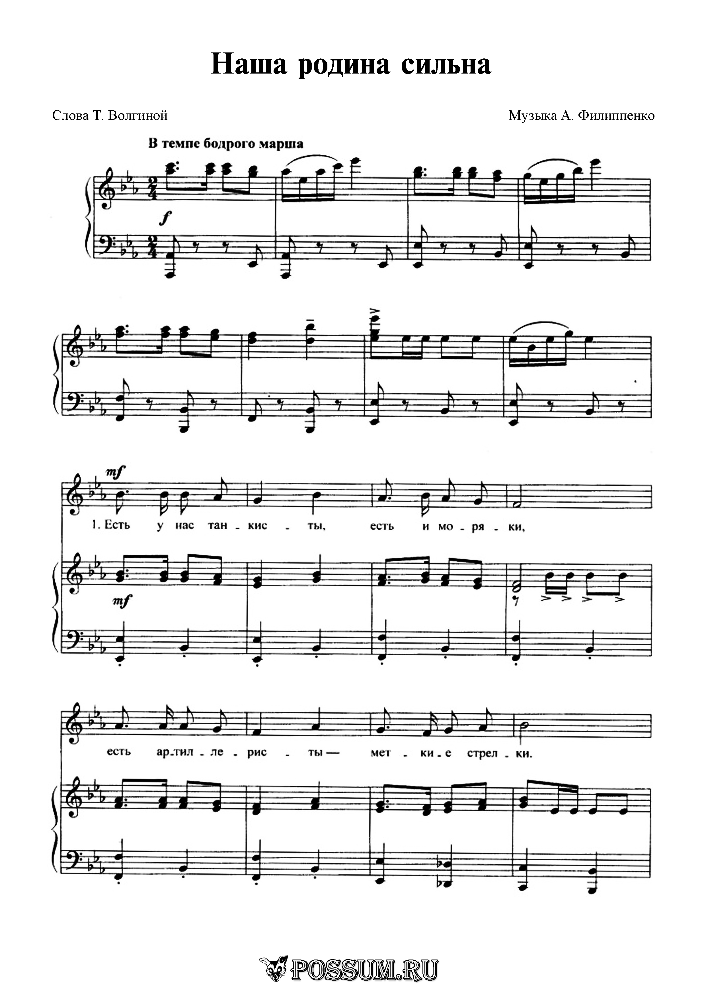 Наша родина сильна
Слова Т. Волгиной Музыка А. Филиппенко
В темпе бодрого марша
f
mf
1. Есть у нас тан - кис - ты, есть и мо - ря - ки,
mf
есть ар-тил - ле - рис - ты — мет - ки - е стрел - ки.
POSSUM.RU